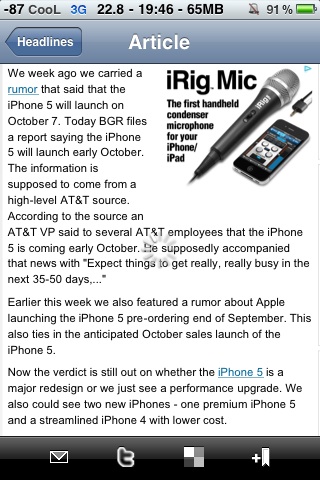 -87 CooL 3G 22.8 - 19:46 - 65MB 91 %
Headlines
Article
We week ago we carried a
rumor that said that the
iPhone 5 will launch on
October 7. Today BGR files
a report saying the iPhone
5 will launch early October.
The information is
supposed to come from a
high-level AT&T source.
According to the source an
AT&T VP said to several AT&T employees that the iPhone
5 is coming early October. He supposedly accompanied
that news with "Expect things to get really, really busy in the
next 35-50 days,..."
iRig Mic
The first handheld
condenser
microphone
for your
iPhone/
iPad
iRIG
Earlier this week we also featured a rumor about Apple
launching the iPhone 5 pre-ordering end of September. This
also ties in the anticipated October sales launch of the
iPhone 5.
Now the verdict is still out on whether the iPhone 5 is a
major redesign or we just see a performance upgrade. We
also could see two new iPhones - one premium iPhone 5
and a streamlined iPhone 4 with lower cost.